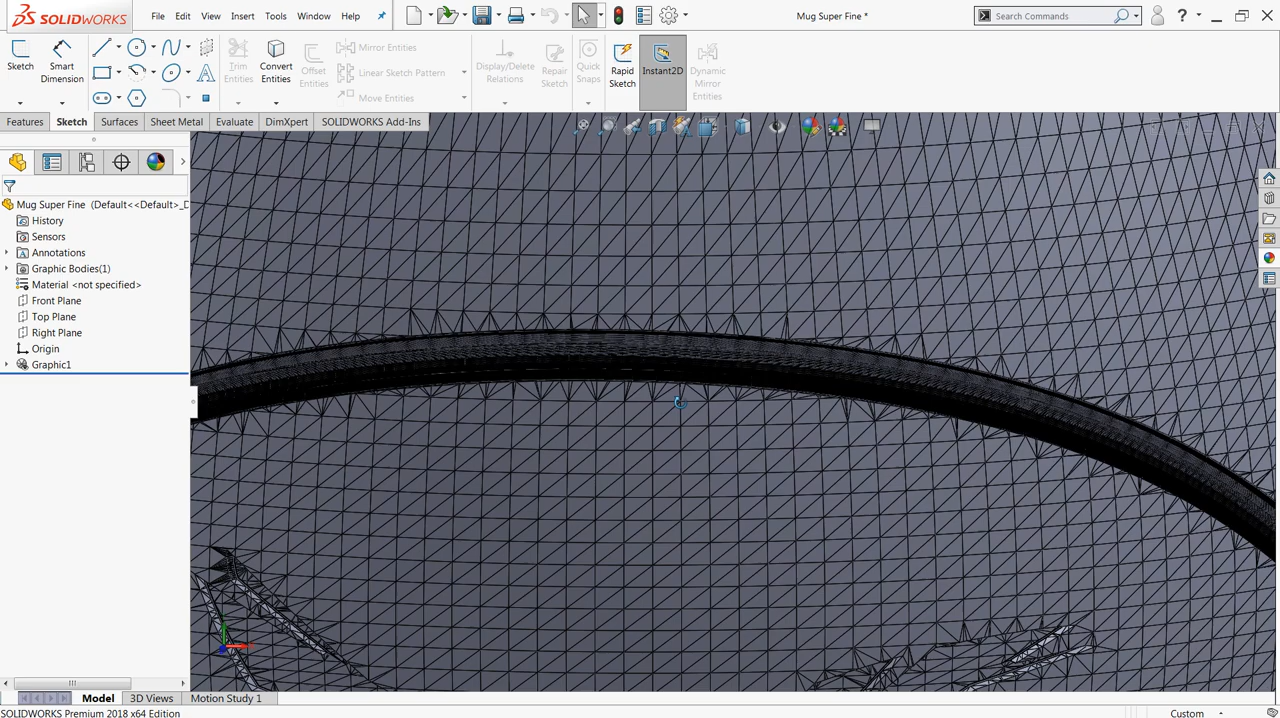 SOLIDWORKS File Edit View Insert Tools Window Help Mug Super Fine * Search Commands ?
Sketch Smart Dimension Trim Entities Convert Entities Offset Entities Mirror Entities Linear Sketch Pattern Move Entities Display/Delete Relations Repair Sketch Quick Snaps Rapid Sketch Instant2D Dynamic Mirror Entities
Features Sketch Surfaces Sheet Metal Evaluate DimXpert SOLIDWORKS Add-Ins
Mug Super Fine (Default<<Default>_D
History
Sensors
Annotations
Graphic Bodies(1)
Material <not specified>
Front Plane
Top Plane
Right Plane
Origin
Graphic1
Model 3D Views Motion Study 1
SOLIDWORKS Premium 2018 x64 Edition Custom